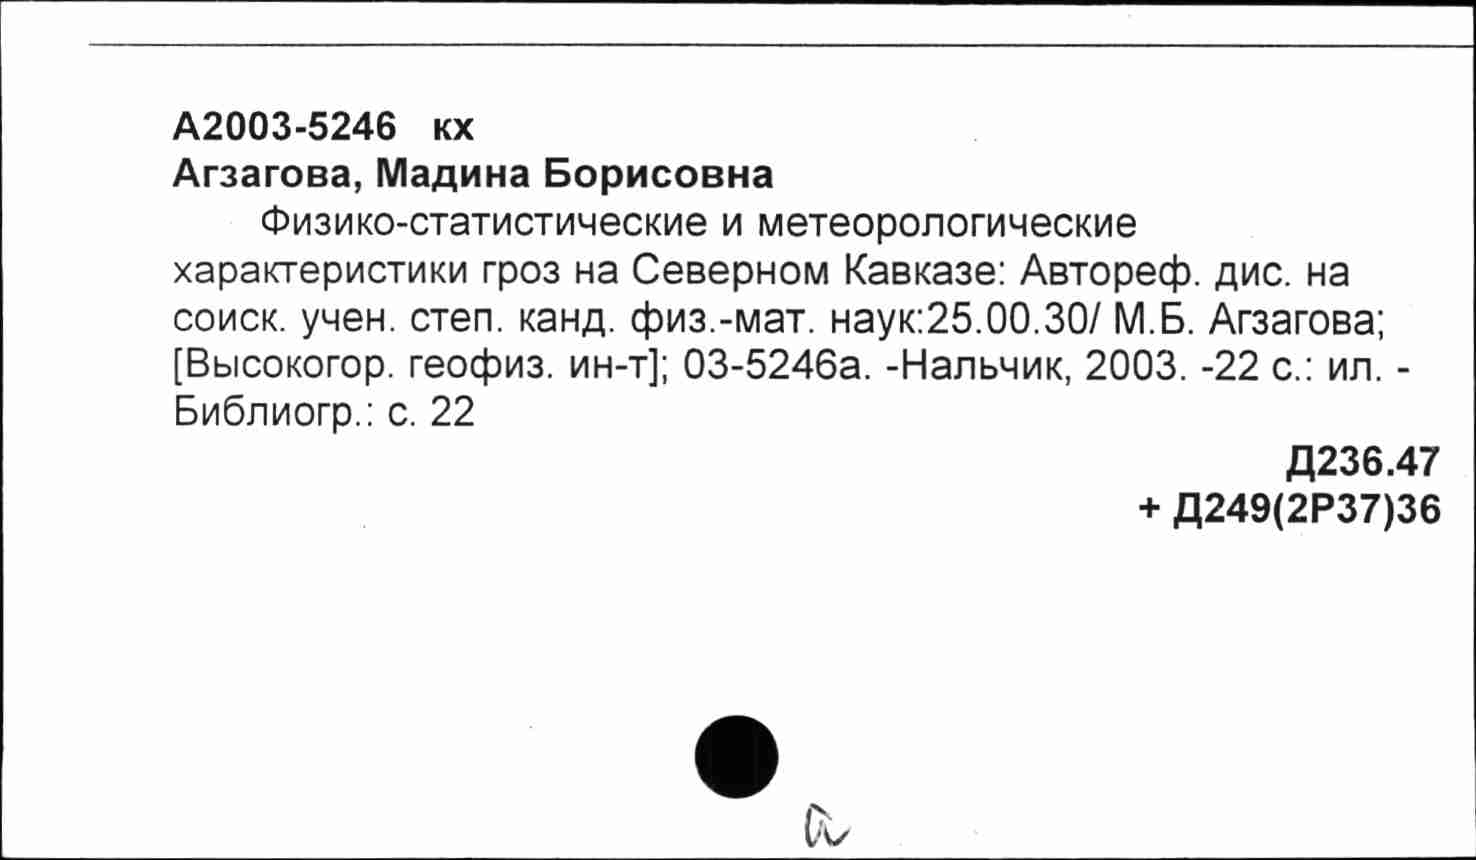 А2003-5246 кх
Агзагова, Мадина Борисовна
Физико-статистические и метеорологические
характеристики гроз на Северном Кавказе: Автореф. дис. на
соиск. учен. степ. канд. физ.-мат. наук:25.00.30/ М.Б. Агзагова;
[Высокогор. геофиз. ин-т]; 03-5246а. -Нальчик, 2003. -22 с.: ил. -
Библиогр.: с. 22
Д236.47
+ Д249(2Р37)36